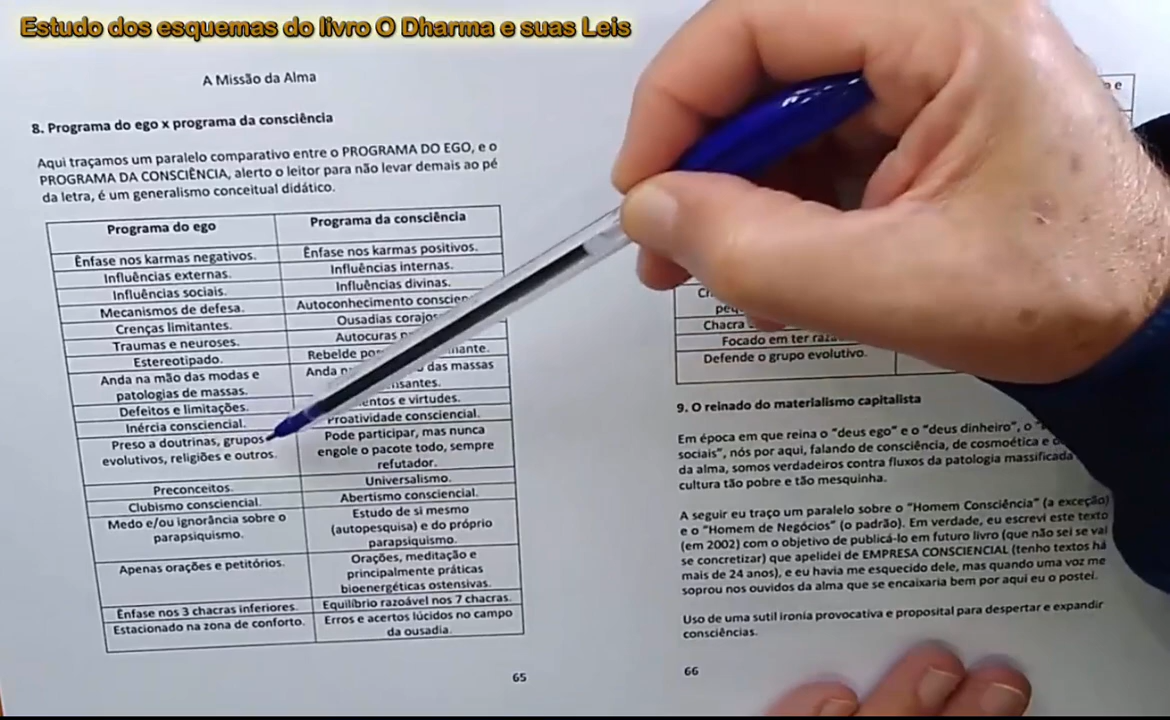 Estudo dos esquemas do livro O Dharma e suas Leis
A Missão da Alma
8. Programa do ego x programa da consciência
Aqui traçamos um paralelo comparativo entre o PROGRAMA DO EGO, e o
PROGRAMA DA CONSCIÊNCIA, alerto o leitor para não levar demais ao pé
da letra, é um generalismo conceitual didático.
Programa do ego
Programa da consciência
Ênfase nos karmas negativos.
Ênfase nos karmas positivos.
Influências externas.
Influências internas.
Influências sociais.
Influências divinas.
Mecanismos de defesa.
Autoconhecimento
Crenças limitantes.
Ousadias
Traumas e neuroses.
Autocuras
Estereotipado.
Rebelde
Anda na mão das modas e
patologias de massas.
Anda
das massas
Defeitos e limitações.
e virtudes.
Inércia consciencial.
Proatividade consciencial.
Preso a doutrinas, grupos
evolutivos, religiões e outros.
Pode participar, mas nunca
engole o pacote todo, sempre
refutador.
Preconceitos.
Universalismo.
Clubismo consciencial.
Abertismo consciencial.
Medo e/ou ignorância sobre o
parapsiquismo.
Estudo de si mesmo
(autopesquisa) e do próprio
parapsiquismo.
Apenas orações e petitórios.
Orações, meditação e
principalmente práticas
bioenergéticas ostensivas.
Ênfase nos 3 chacras inferiores.
Equilíbrio razoável nos 7 chacras.
Estacionado na zona de conforto.
Erros e acertos lúcidos no campo
da ousadia.
65
e
Chacra
Focado em ter
Defende o grupo evolutivo.
9. O reinado do materialismo capitalista
Em época em que reina o "deus ego" e o "deus dinheiro", o
sociais", nós por aqui, falando de consciência, de cosmoética e
da alma, somos verdadeiros contra fluxos da patologia massificada
cultura tão pobre e tão mesquinha.
A seguir eu traço um paralelo sobre o "Homem Consciência" (a exceção)
e o "Homem de Negócios" (o padrão). Em verdade, eu escrevi este texto
(em 2002) com o objetivo de publicá-lo em futuro livro (que não sei se vai
se concretizar) que apelidei de EMPRESA CONSCIENCIAL (tenho textos há
mais de 24 anos), e eu havia me esquecido dele, mas quando uma voz me
soprou nos ouvidos da alma que se encaixaria bem por aqui eu o postei.
Uso de uma sutil ironia provocativa e proposital para despertar e expandir
consciências.
66